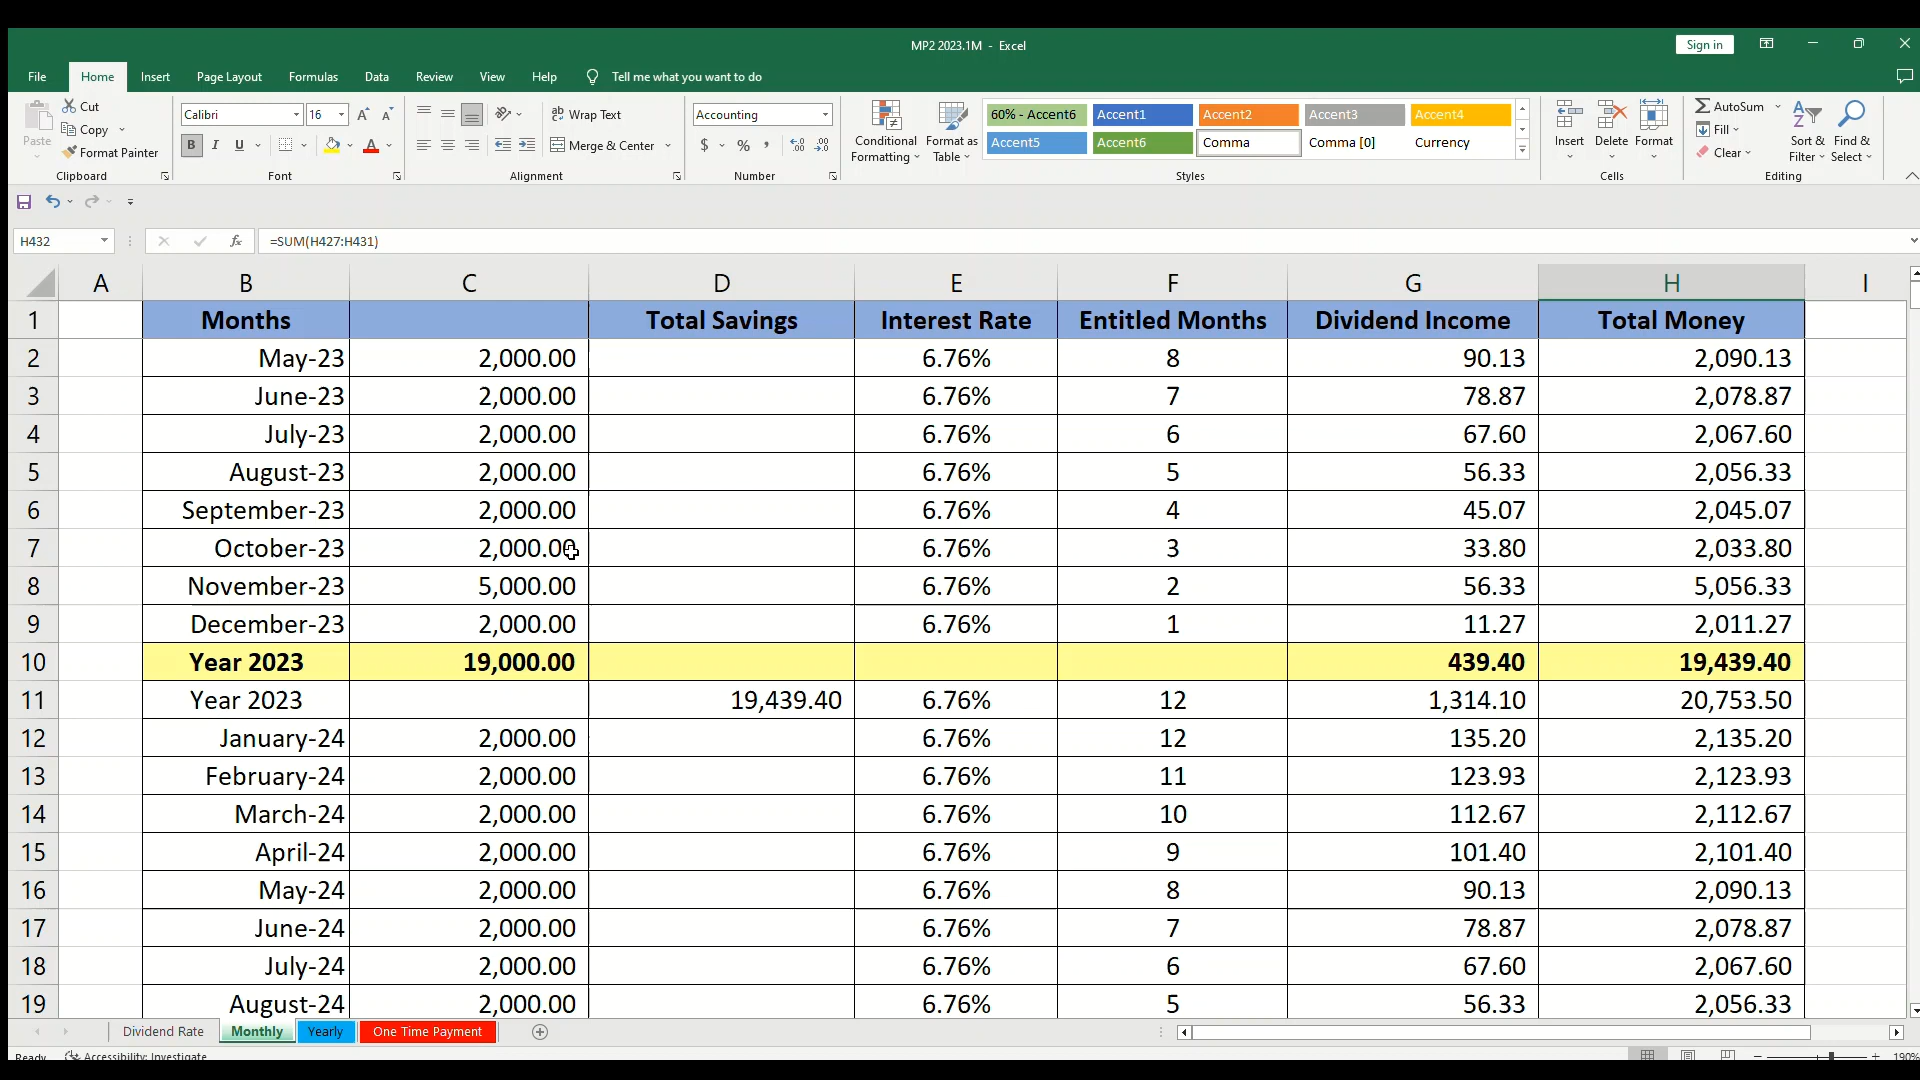 MP2 2023.1M - Excel
Sign in
File Home Insert Page Layout Formulas Data Review View Help Tell me what you want to do
Paste
Cut
Copy
Format Painter
Clipboard
Calibri 16
B I U
Font
Wrap Text
Merge & Center
Alignment
Accounting
$ % ,
Number
Conditional Formatting
Format as Table
60% - Accent6 Accent1 Accent2 Accent3 Accent4
Accent5 Accent6 Comma Comma [0] Currency
Styles
Insert Delete Format
Cells
AutoSum
Fill
Clear
Sort & Filter
Find & Select
Editing
H432 fx =SUM(H427:H431)
A B C D E F G H I
1 Months Total Savings Interest Rate Entitled Months Dividend Income Total Money
2 May-23 2,000.00 6.76% 8 90.13 2,090.13
3 June-23 2,000.00 6.76% 7 78.87 2,078.87
4 July-23 2,000.00 6.76% 6 67.60 2,067.60
5 August-23 2,000.00 6.76% 5 56.33 2,056.33
6 September-23 2,000.00 6.76% 4 45.07 2,045.07
7 October-23 2,000.00 6.76% 3 33.80 2,033.80
8 November-23 5,000.00 6.76% 2 56.33 5,056.33
9 December-23 2,000.00 6.76% 1 11.27 2,011.27
10 Year 2023 19,000.00 439.40 19,439.40
11 Year 2023 19,439.40 6.76% 12 1,314.10 20,753.50
12 January-24 2,000.00 6.76% 12 135.20 2,135.20
13 February-24 2,000.00 6.76% 11 123.93 2,123.93
14 March-24 2,000.00 6.76% 10 112.67 2,112.67
15 April-24 2,000.00 6.76% 9 101.40 2,101.40
16 May-24 2,000.00 6.76% 8 90.13 2,090.13
17 June-24 2,000.00 6.76% 7 78.87 2,078.87
18 July-24 2,000.00 6.76% 6 67.60 2,067.60
19 August-24 2,000.00 6.76% 5 56.33 2,056.33
Dividend Rate Monthly Yearly One Time Payment
Ready Accessibility: Investigate 190%